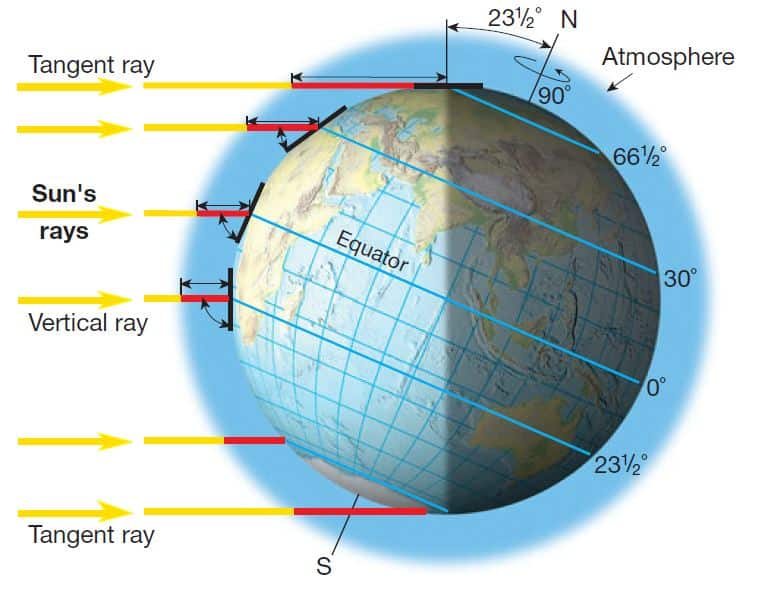 23½° N
Tangent ray
Atmosphere
90°
66½°
Sun's
rays
Equator
30°
Vertical ray
0°
23½°
Tangent ray
S